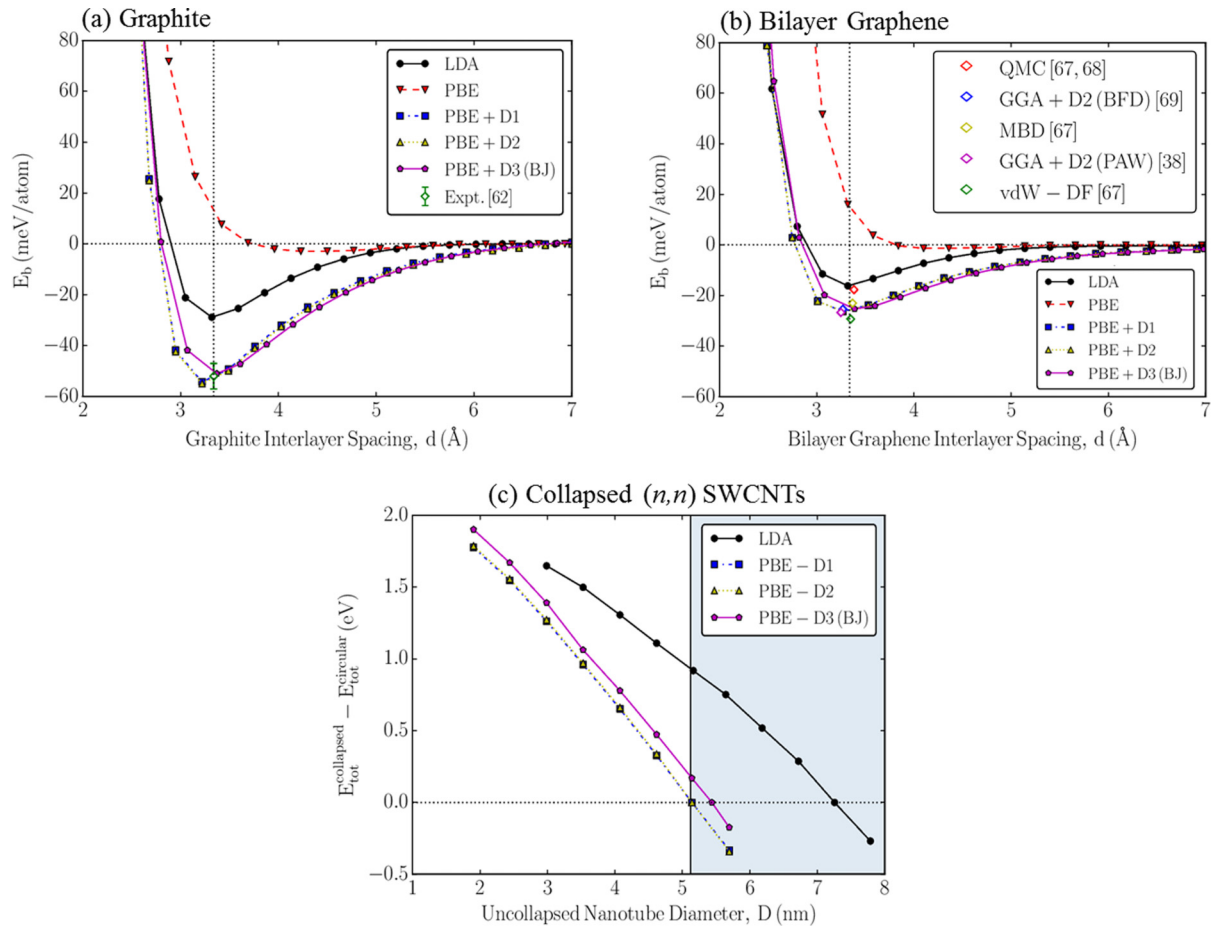 (a) Graphite
80
60
40
20
0
−20
−40
−60
2 3 4 5 6 7
E_b (meV/atom)
Graphite Interlayer Spacing, d (Å)
LDA
PBE
PBE + D1
PBE + D2
PBE + D3 (BJ)
Expt. [62]
(b) Bilayer Graphene
80
60
40
20
0
−20
−40
−60
2 3 4 5 6 7
E_b (meV/atom)
Bilayer Graphene Interlayer Spacing, d (Å)
QMC [67, 68]
GGA + D2 (BFD) [69]
MBD [67]
GGA + D2 (PAW) [38]
vdW − DF [67]
LDA
PBE
PBE + D1
PBE + D2
PBE + D3 (BJ)
(c) Collapsed (n,n) SWCNTs
2.0
1.5
1.0
0.5
0.0
−0.5
1 2 3 4 5 6 7 8
E_tot^collapsed − E_tot^circular (eV)
Uncollapsed Nanotube Diameter, D (nm)
LDA
PBE − D1
PBE − D2
PBE − D3 (BJ)